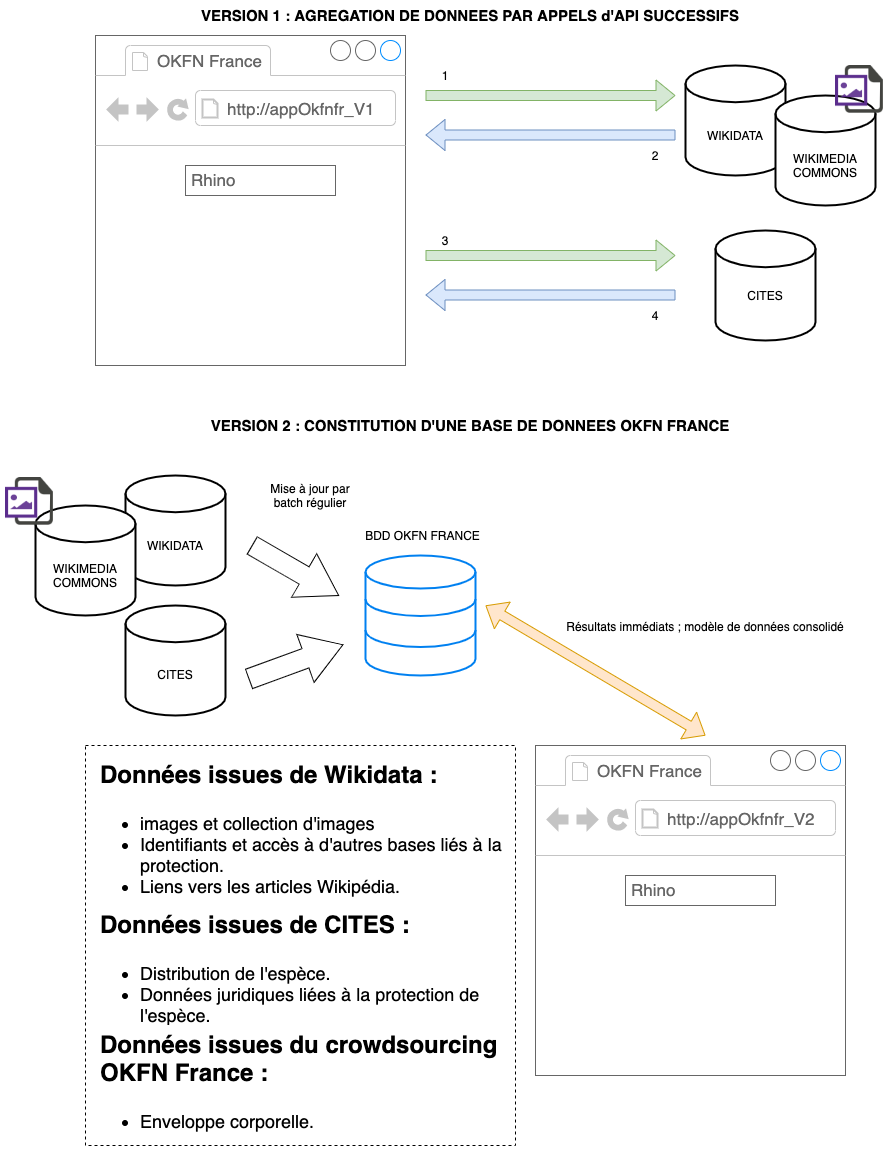 VERSION 1 : AGREGATION DE DONNEES PAR APPELS d'API SUCCESSIFS
OKFN France
http://appOkfnfr_V1
Rhino
1
2
WIKIDATA
WIKIMEDIA
COMMONS
3
4
CITES
VERSION 2 : CONSTITUTION D'UNE BASE DE DONNEES OKFN FRANCE
Mise à jour par
batch régulier
WIKIDATA
WIKIMEDIA
COMMONS
CITES
BDD OKFN FRANCE
Résultats immédiats ; modèle de données consolidé
Données issues de Wikidata :
• images et collection d'images
• Identifiants et accès à d'autres bases liés à la
protection.
• Liens vers les articles Wikipédia.
Données issues de CITES :
• Distribution de l'espèce.
• Données juridiques liées à la protection de
l'espèce.
Données issues du crowdsourcing
OKFN France :
• Enveloppe corporelle.
OKFN France
http://appOkfnfr_V2
Rhino